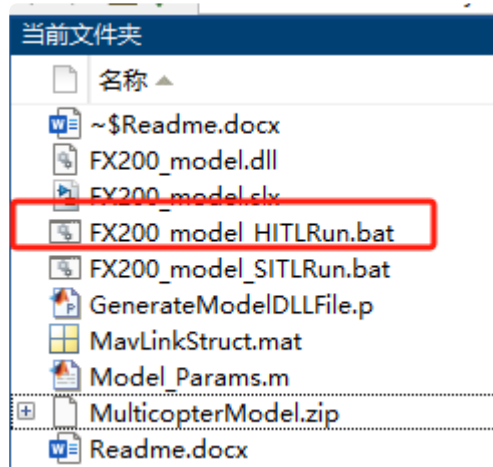 当前文件夹
名称
~$Readme.docx
FX200_model.dll
FX200_model.slx
FX200_model_HITLRun.bat
FX200_model_SITLRun.bat
GenerateModelDLLFile.p
MavLinkStruct.mat
Model_Params.m
MulticopterModel.zip
Readme.docx